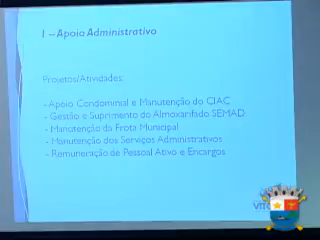 1 – Apoio Administrativo
Projetos/Atividades:
- Apoio Condominial e Manutenção do CIAC
- Gestão e Suprimento do Almoxarifado SEMAD
- Manutenção da Frota Municipal
- Manutenção dos Serviços Administrativos
- Remuneração de Pessoal Ativo e Encargos